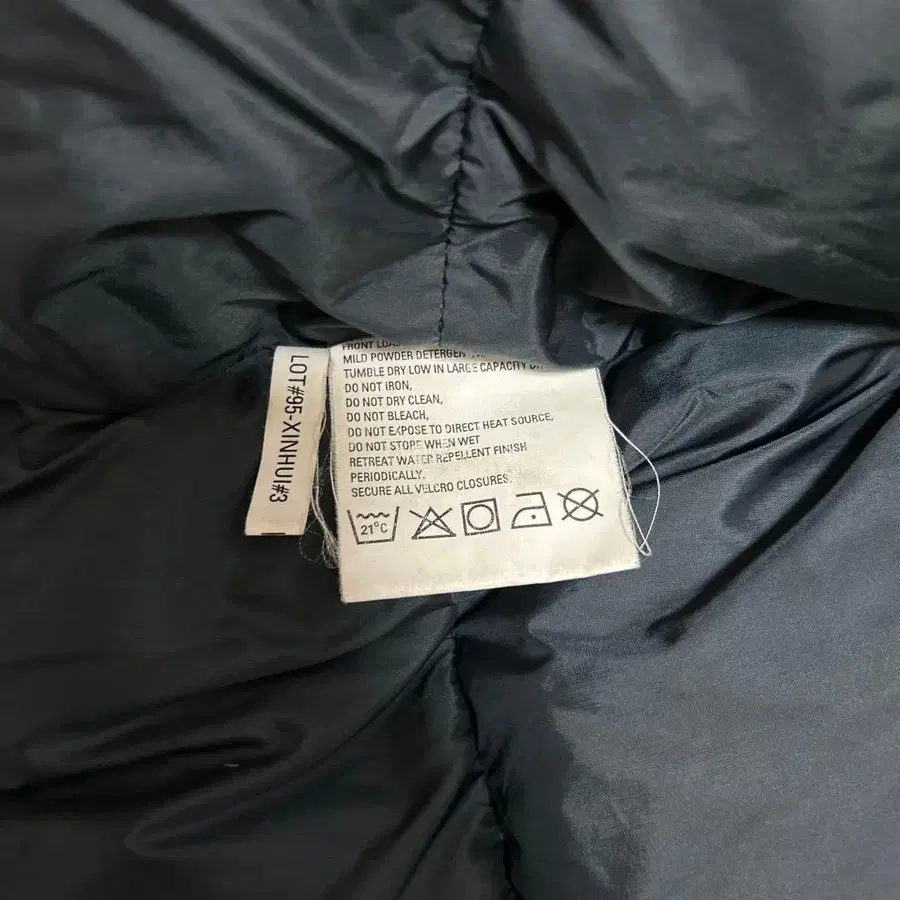 LOT#95-XINHUI#3
FRONT
MILD POWDER
TUMBLE DRY LOW IN LARGE CAPACITY
DO NOT IRON,
DO NOT DRY CLEAN,
DO NOT BLEACH,
DO NOT EXPOSE TO DIRECT HEAT SOURCE,
DO NOT STORE WHEN WET
RETREAT WATER REPELLENT FINISH
PERIODICALLY.
SECURE ALL VELCRO CLOSURES.
21°C